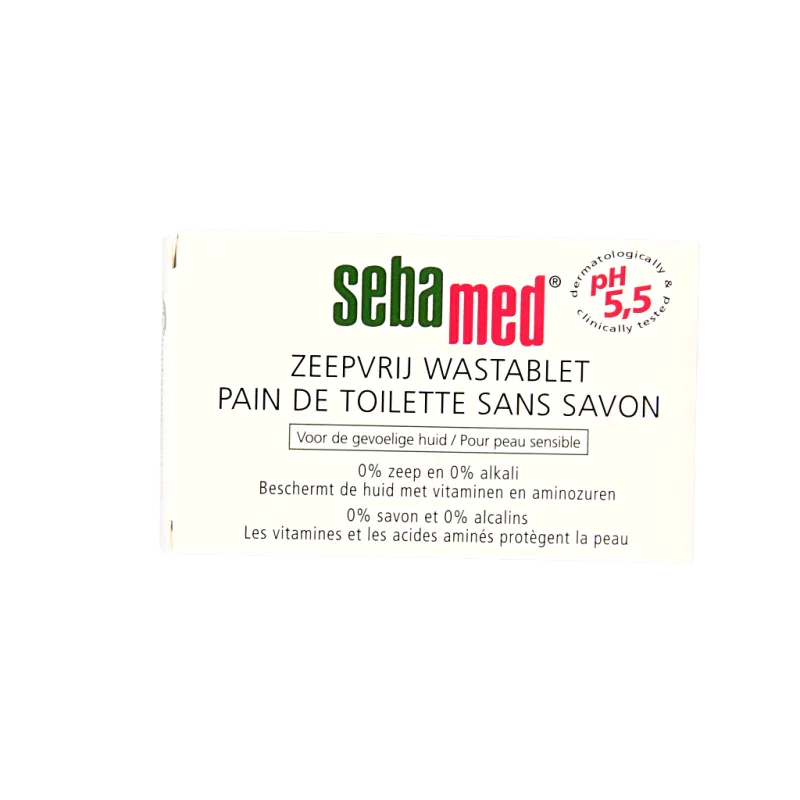 sebamed®
dermatologically &
clinically tested
pH
5,5
ZEEPVRIJ WASTABLET
PAIN DE TOILETTE SANS SAVON
Voor de gevoelige huid / Pour peau sensible
0% zeep en 0% alkali
Beschermt de huid met vitaminen en aminozuren
0% savon et 0% alcalins
Les vitamines et les acides aminés protègent la peau